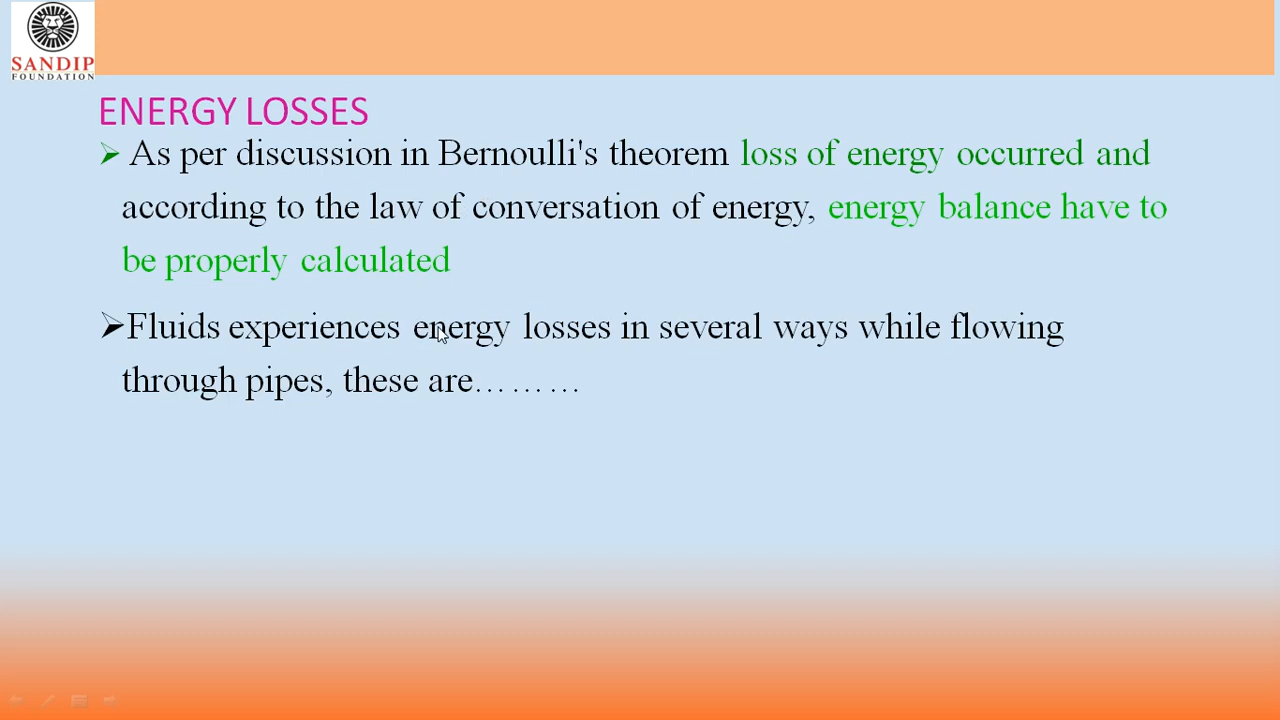 SANDIP
FOUNDATION
ENERGY LOSSES
➢ As per discussion in Bernoulli's theorem loss of energy occurred and
according to the law of conversation of energy, energy balance have to
be properly calculated
➢Fluids experiences energy losses in several ways while flowing
through pipes, these are………